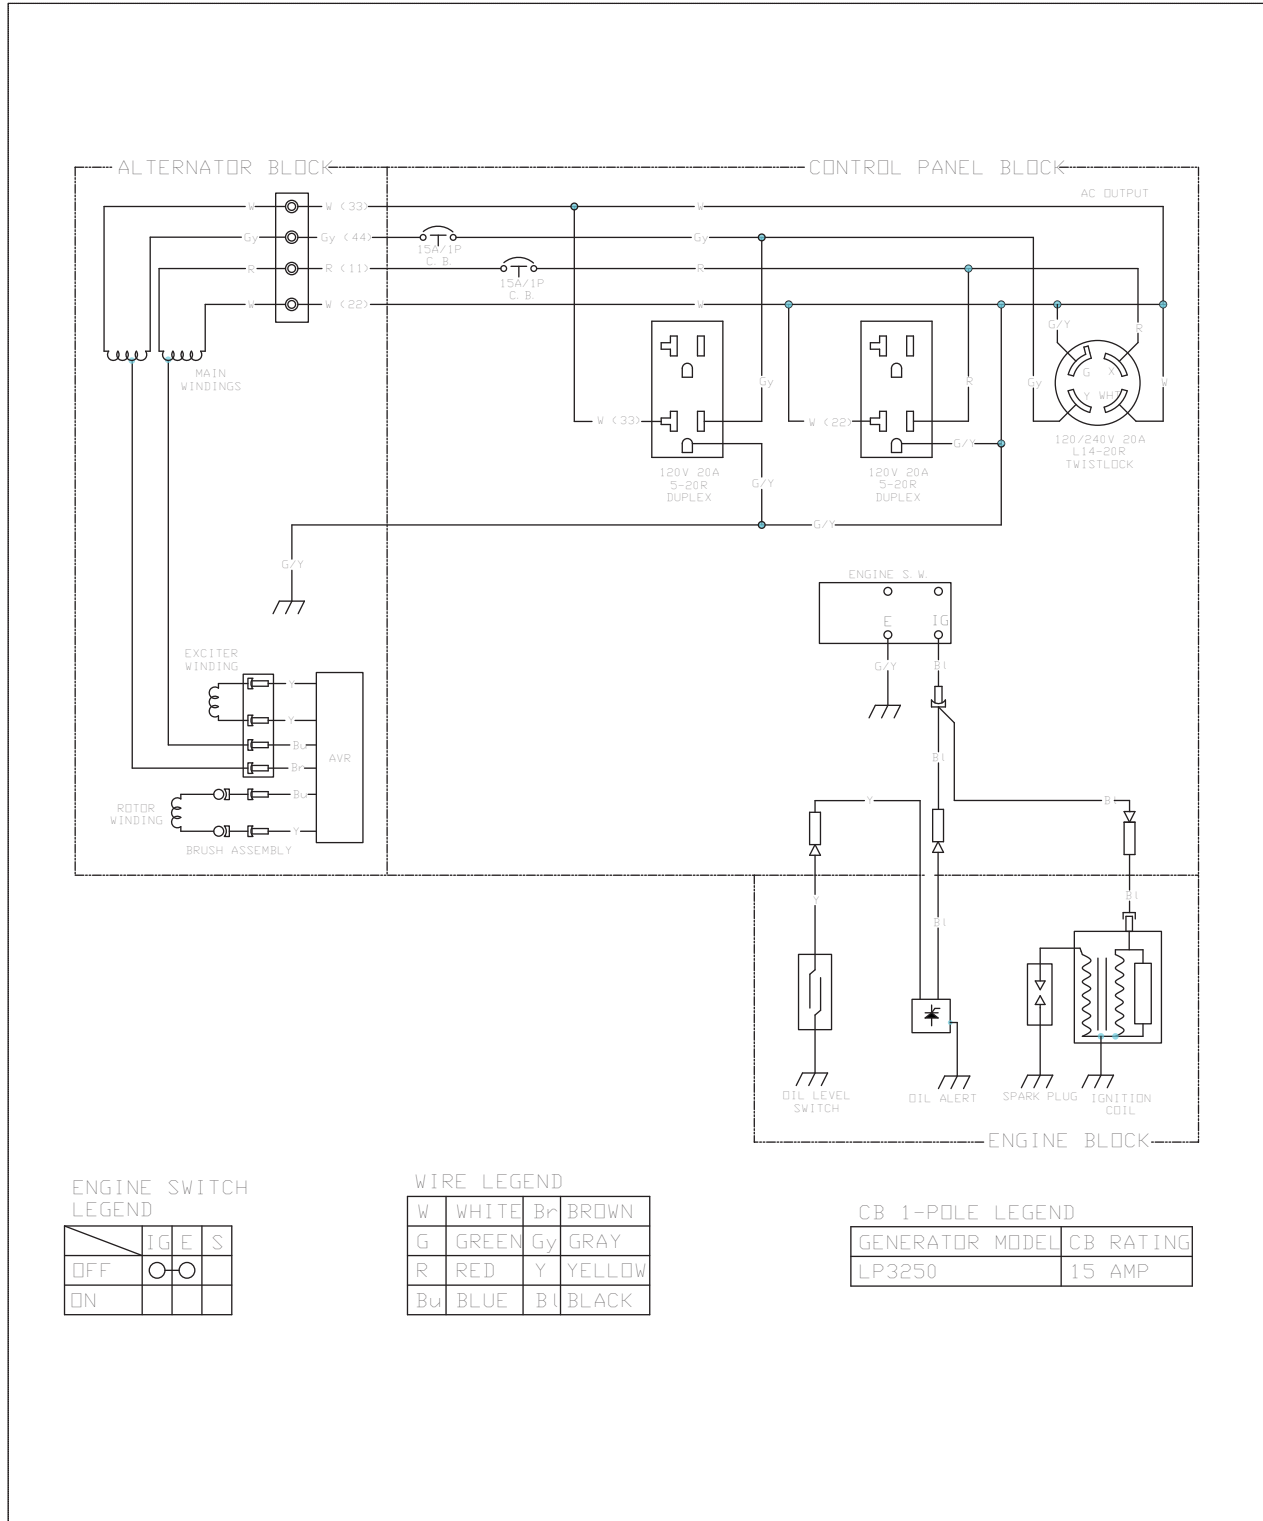 ALTERNATOR BLOCK
CONTROL PANEL BLOCK
AC OUTPUT
W
W (33)
W
Gy
Gy (44)
Gy
15A/1P
C. B.
R
R (11)
R
15A/1P
C. B.
W
W (22)
W
G/Y
R
MAIN
WINDINGS
Gy
R
Gy
W
G
X
Y
WHT
W (33)
W (22)
G/Y
120/240V 20A
L14-20R
TWISTLOCK
120V 20A
5-20R
DUPLEX
G/Y
120V 20A
5-20R
DUPLEX
G/Y
G/Y
ENGINE S. W.
E
IG
G/Y
Bl
EXCITER
WINDING
Y
Y
Bu
Br
AVR
Bu
Y
ROTOR
WINDING
BRUSH ASSEMBLY
Bl
Y
Bl
Y
Bl
Bl
OIL LEVEL
SWITCH
OIL ALERT
SPARK PLUG
IGNITION
COIL
ENGINE BLOCK
ENGINE SWITCH
LEGEND
IG E S
OFF
ON
WIRE LEGEND
W WHITE Br BROWN
G GREEN Gy GRAY
R RED Y YELLOW
Bu BLUE Bl BLACK
CB 1-POLE LEGEND
GENERATOR MODEL CB RATING
LP3250 15 AMP